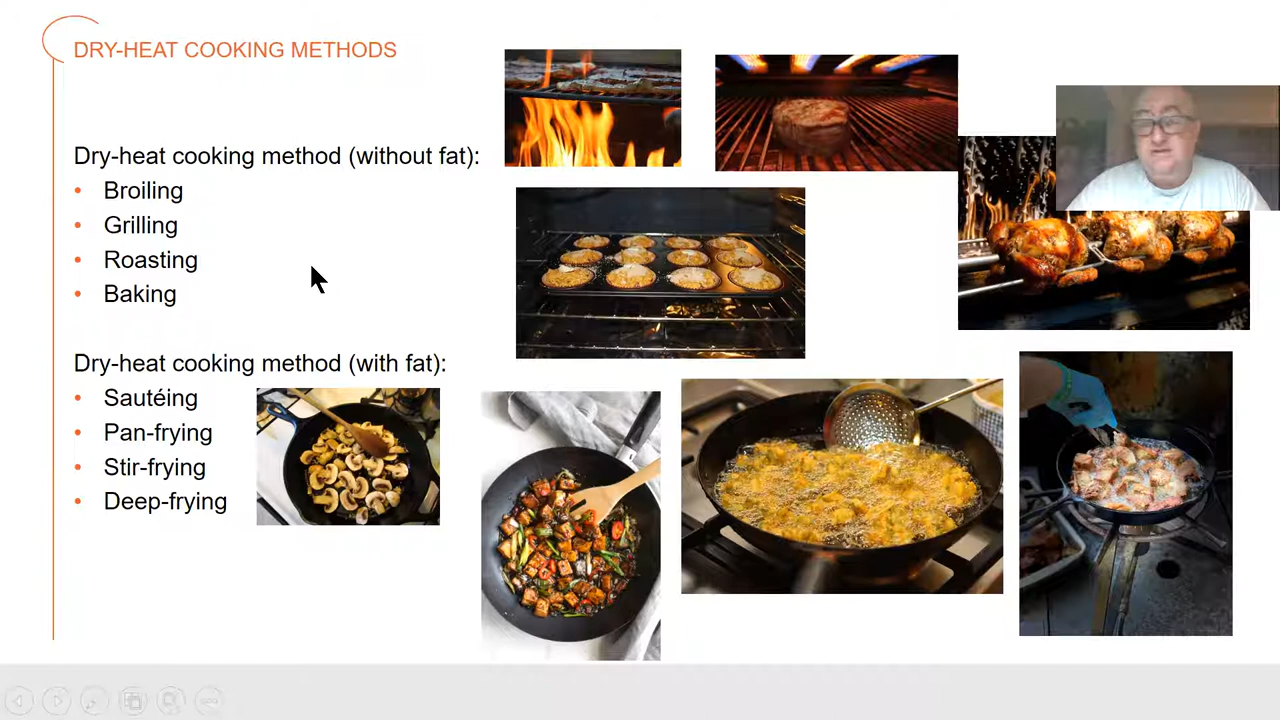 DRY-HEAT COOKING METHODS
Dry-heat cooking method (without fat):
• Broiling
• Grilling
• Roasting
• Baking
Dry-heat cooking method (with fat):
• Sautéing
• Pan-frying
• Stir-frying
• Deep-frying